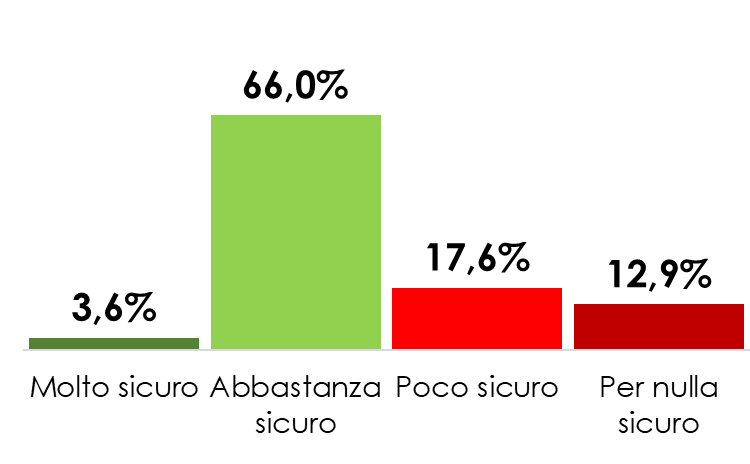 66,0%
17,6%
12,9%
3,6%
Molto sicuro
Abbastanza
sicuro
Poco sicuro
Per nulla
sicuro